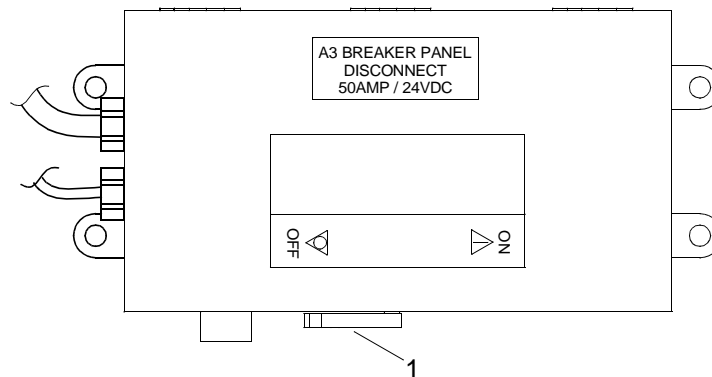 A3 BREAKER PANEL
DISCONNECT
50AMP / 24VDC
OFF
ON
1